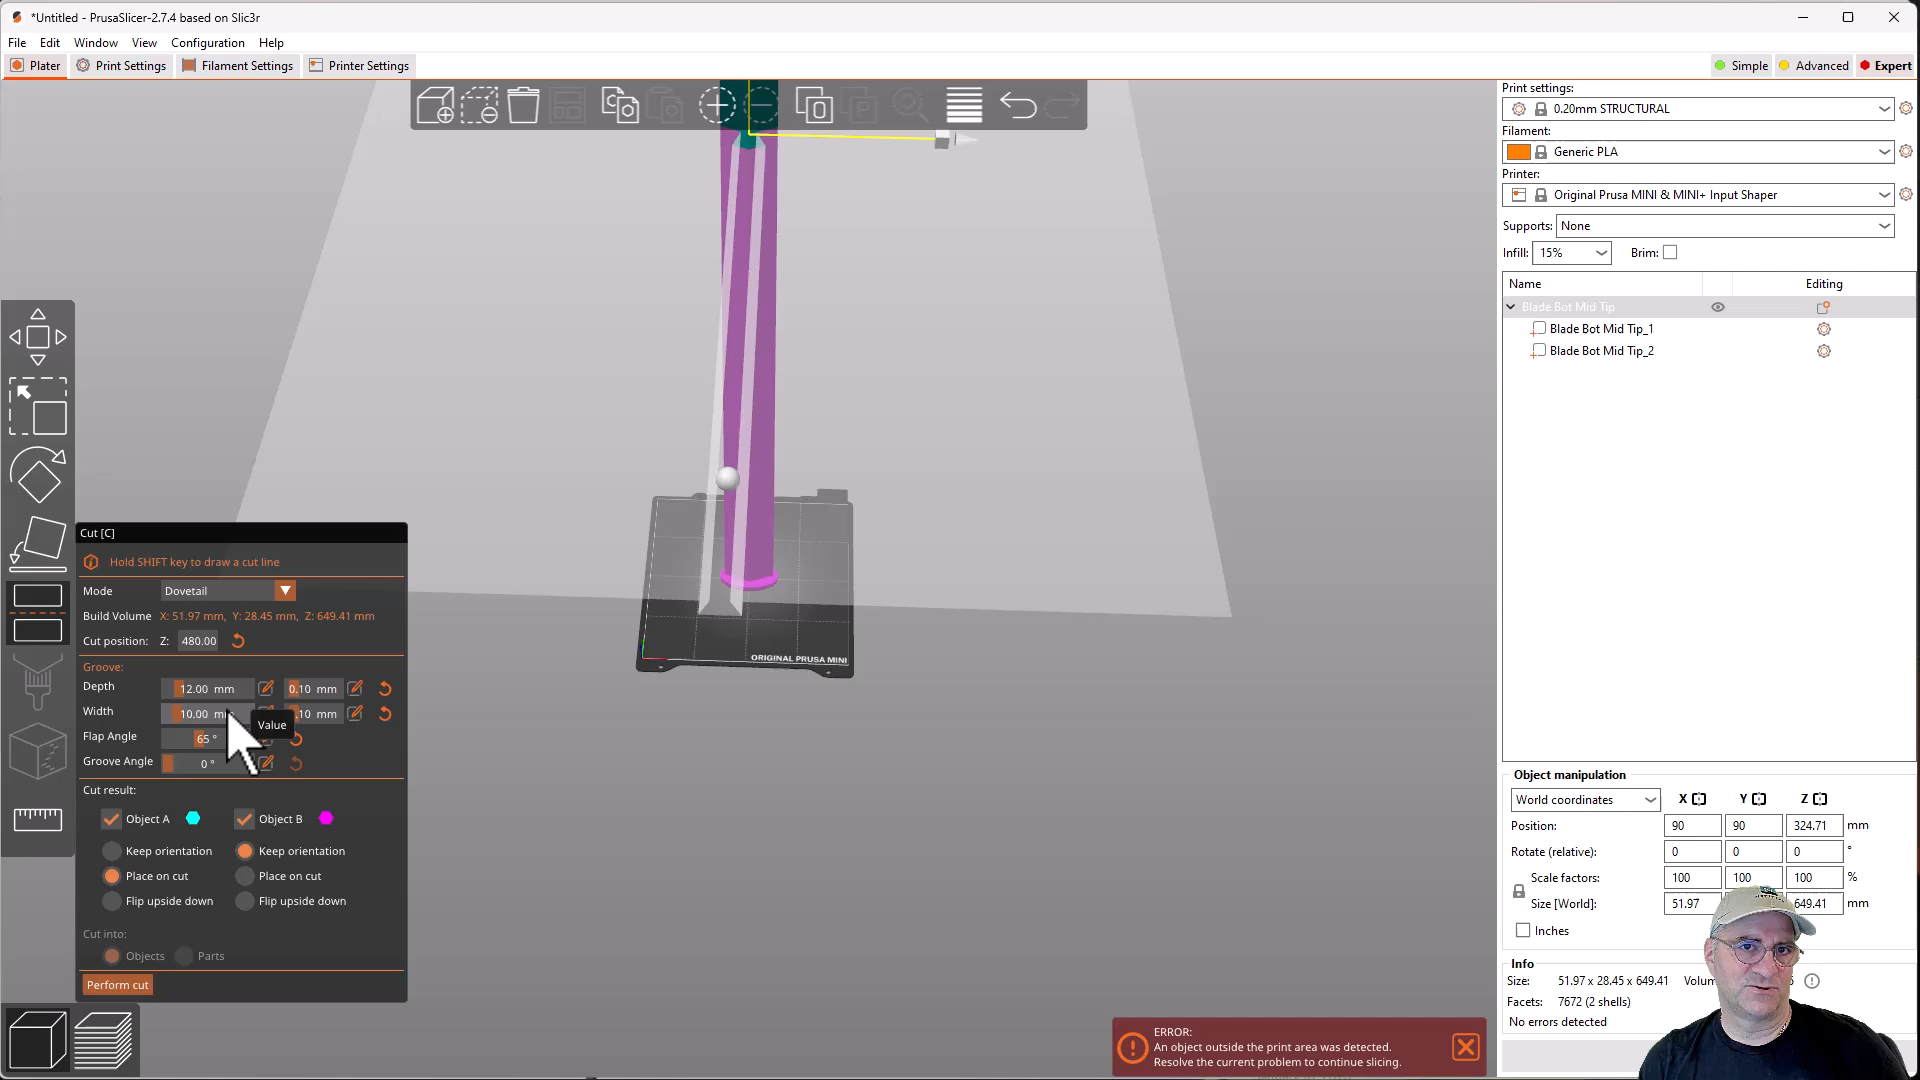 *Untitled - PrusaSlicer-2.7.4 based on Slic3r
File Edit Window View Configuration Help
Plater Print Settings Filament Settings Printer Settings
Simple Advanced Expert
Print settings:
0.20mm STRUCTURAL
Filament:
Generic PLA
Printer:
Original Prusa MINI & MINI+ Input Shaper
Supports: None
Infill: 15% Brim:
Name Editing
Blade Bot Mid Tip
Blade Bot Mid Tip_1
Blade Bot Mid Tip_2
Cut [C]
Hold SHIFT key to draw a cut line
Mode Dovetail
Build Volume X: 51.97 mm, Y: 28.45 mm, Z: 649.41 mm
Cut position: Z: 480.00
Groove:
Depth 12.00 mm 0.10 mm
Width 10.00 .10 mm
Value
Flap Angle 65 °
Groove Angle 0 °
Cut result:
Object A Object B
Keep orientation Keep orientation
Place on cut Place on cut
Flip upside down Flip upside down
Cut into:
Objects Parts
Perform cut
ORIGINAL PRUSA MINI
Object manipulation
World coordinates X Y Z
Position: 90 90 324.71 mm
Rotate (relative): 0 0 0 °
Scale factors: 100 100 100 %
Size [World]: 51.97 649.41 mm
Inches
Info
Size: 51.97 x 28.45 x 649.41
Facets: 7672 (2 shells)
No errors detected
ERROR:
An object outside the print area was detected.
Resolve the current problem to continue slicing.